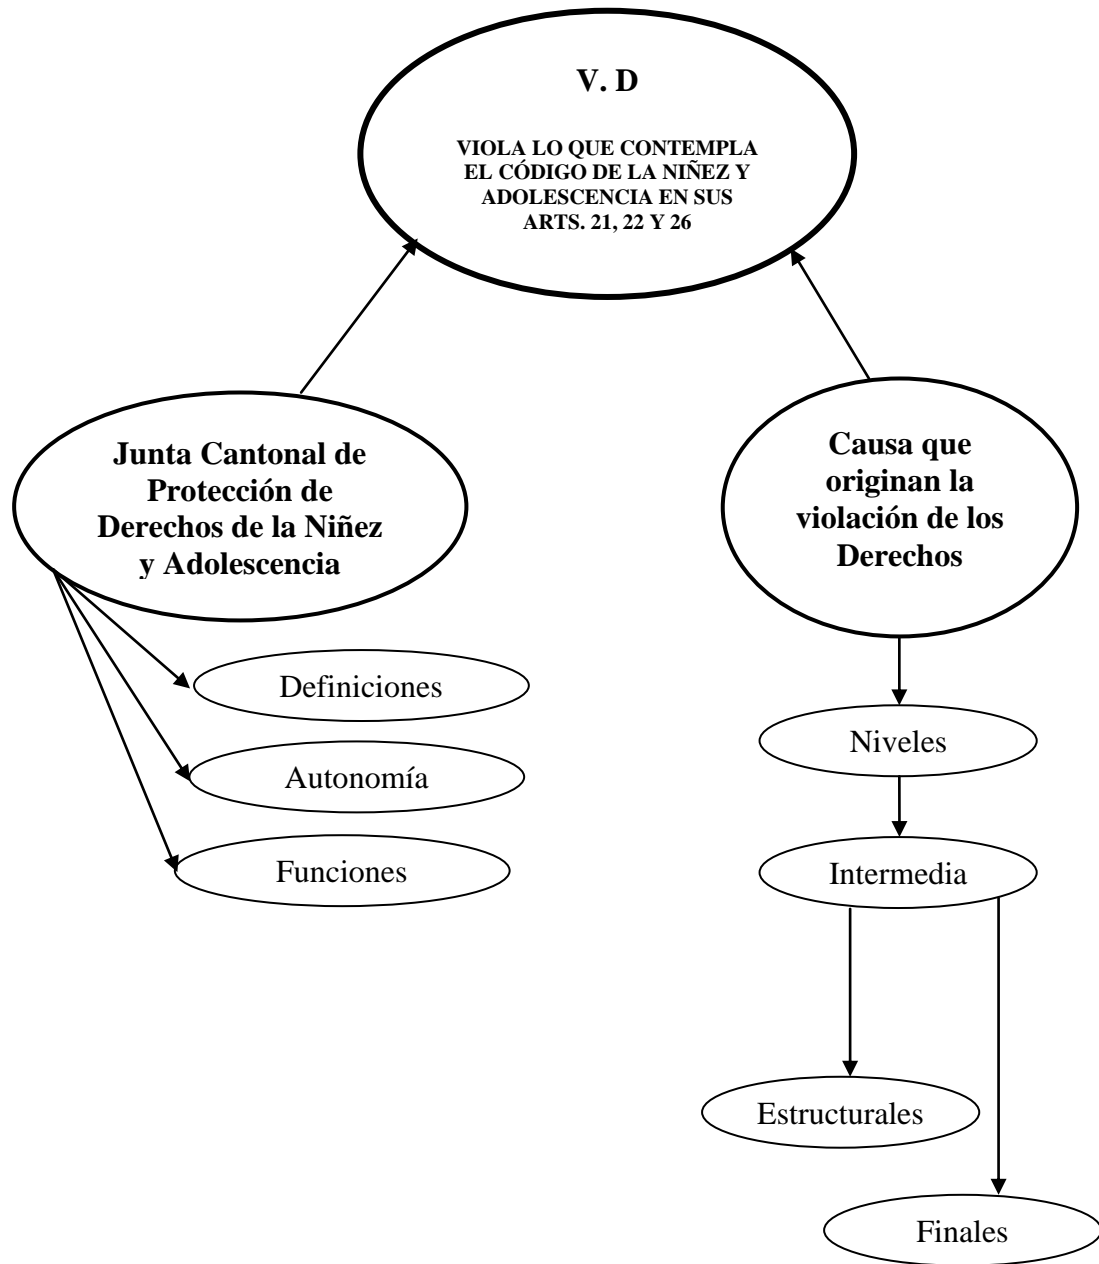 V. D
VIOLA LO QUE CONTEMPLA
EL CÓDIGO DE LA NIÑEZ Y
ADOLESCENCIA EN SUS
ARTS. 21, 22 Y 26
Junta Cantonal de
Protección de
Derechos de la Niñez
y Adolescencia
Causa que
originan la
violación de los
Derechos
Definiciones
Autonomía
Funciones
Niveles
Intermedia
Estructurales
Finales